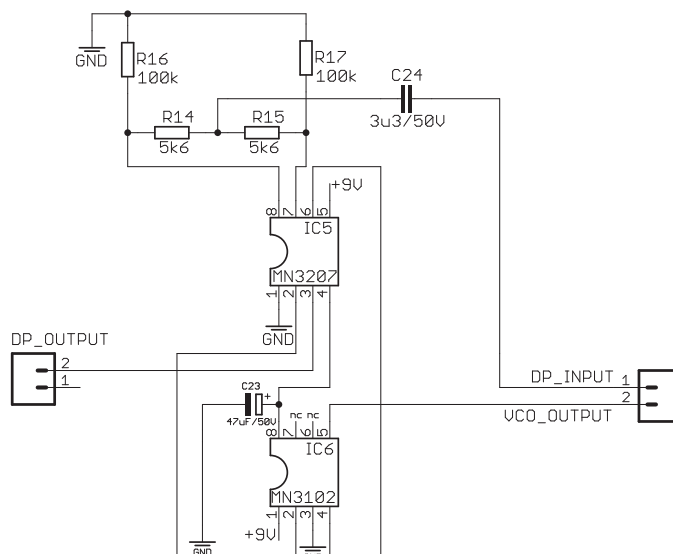 GND
R16
100k
R17
100k
C24
3u3/50V
R14
5k6
R15
5k6
+9V
8 7 6 5
IC5
MN3207
1 2 3 4
GND
DP_OUTPUT
2
1
C23
+
47uF/50V
nc nc
DP_INPUT 1
2
VCO_OUTPUT
8 7 6 5
IC6
MN3102
1 2 3 4
+9V
GND
GND